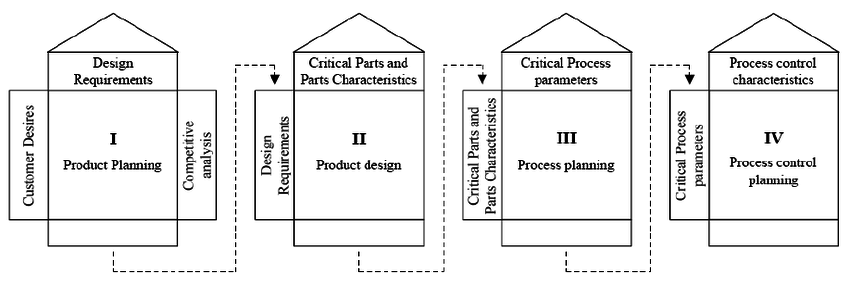 Design
Requirements
Customer Desires
I
Product Planning
Competitive
analysis
Critical Parts and
Parts Characteristics
Design
Requirements
II
Product design
Critical Process
parameters
Critical Parts and
Parts Characteristics
III
Process planning
Process control
characteristics
Critical Process
parameters
IV
Process control
planning